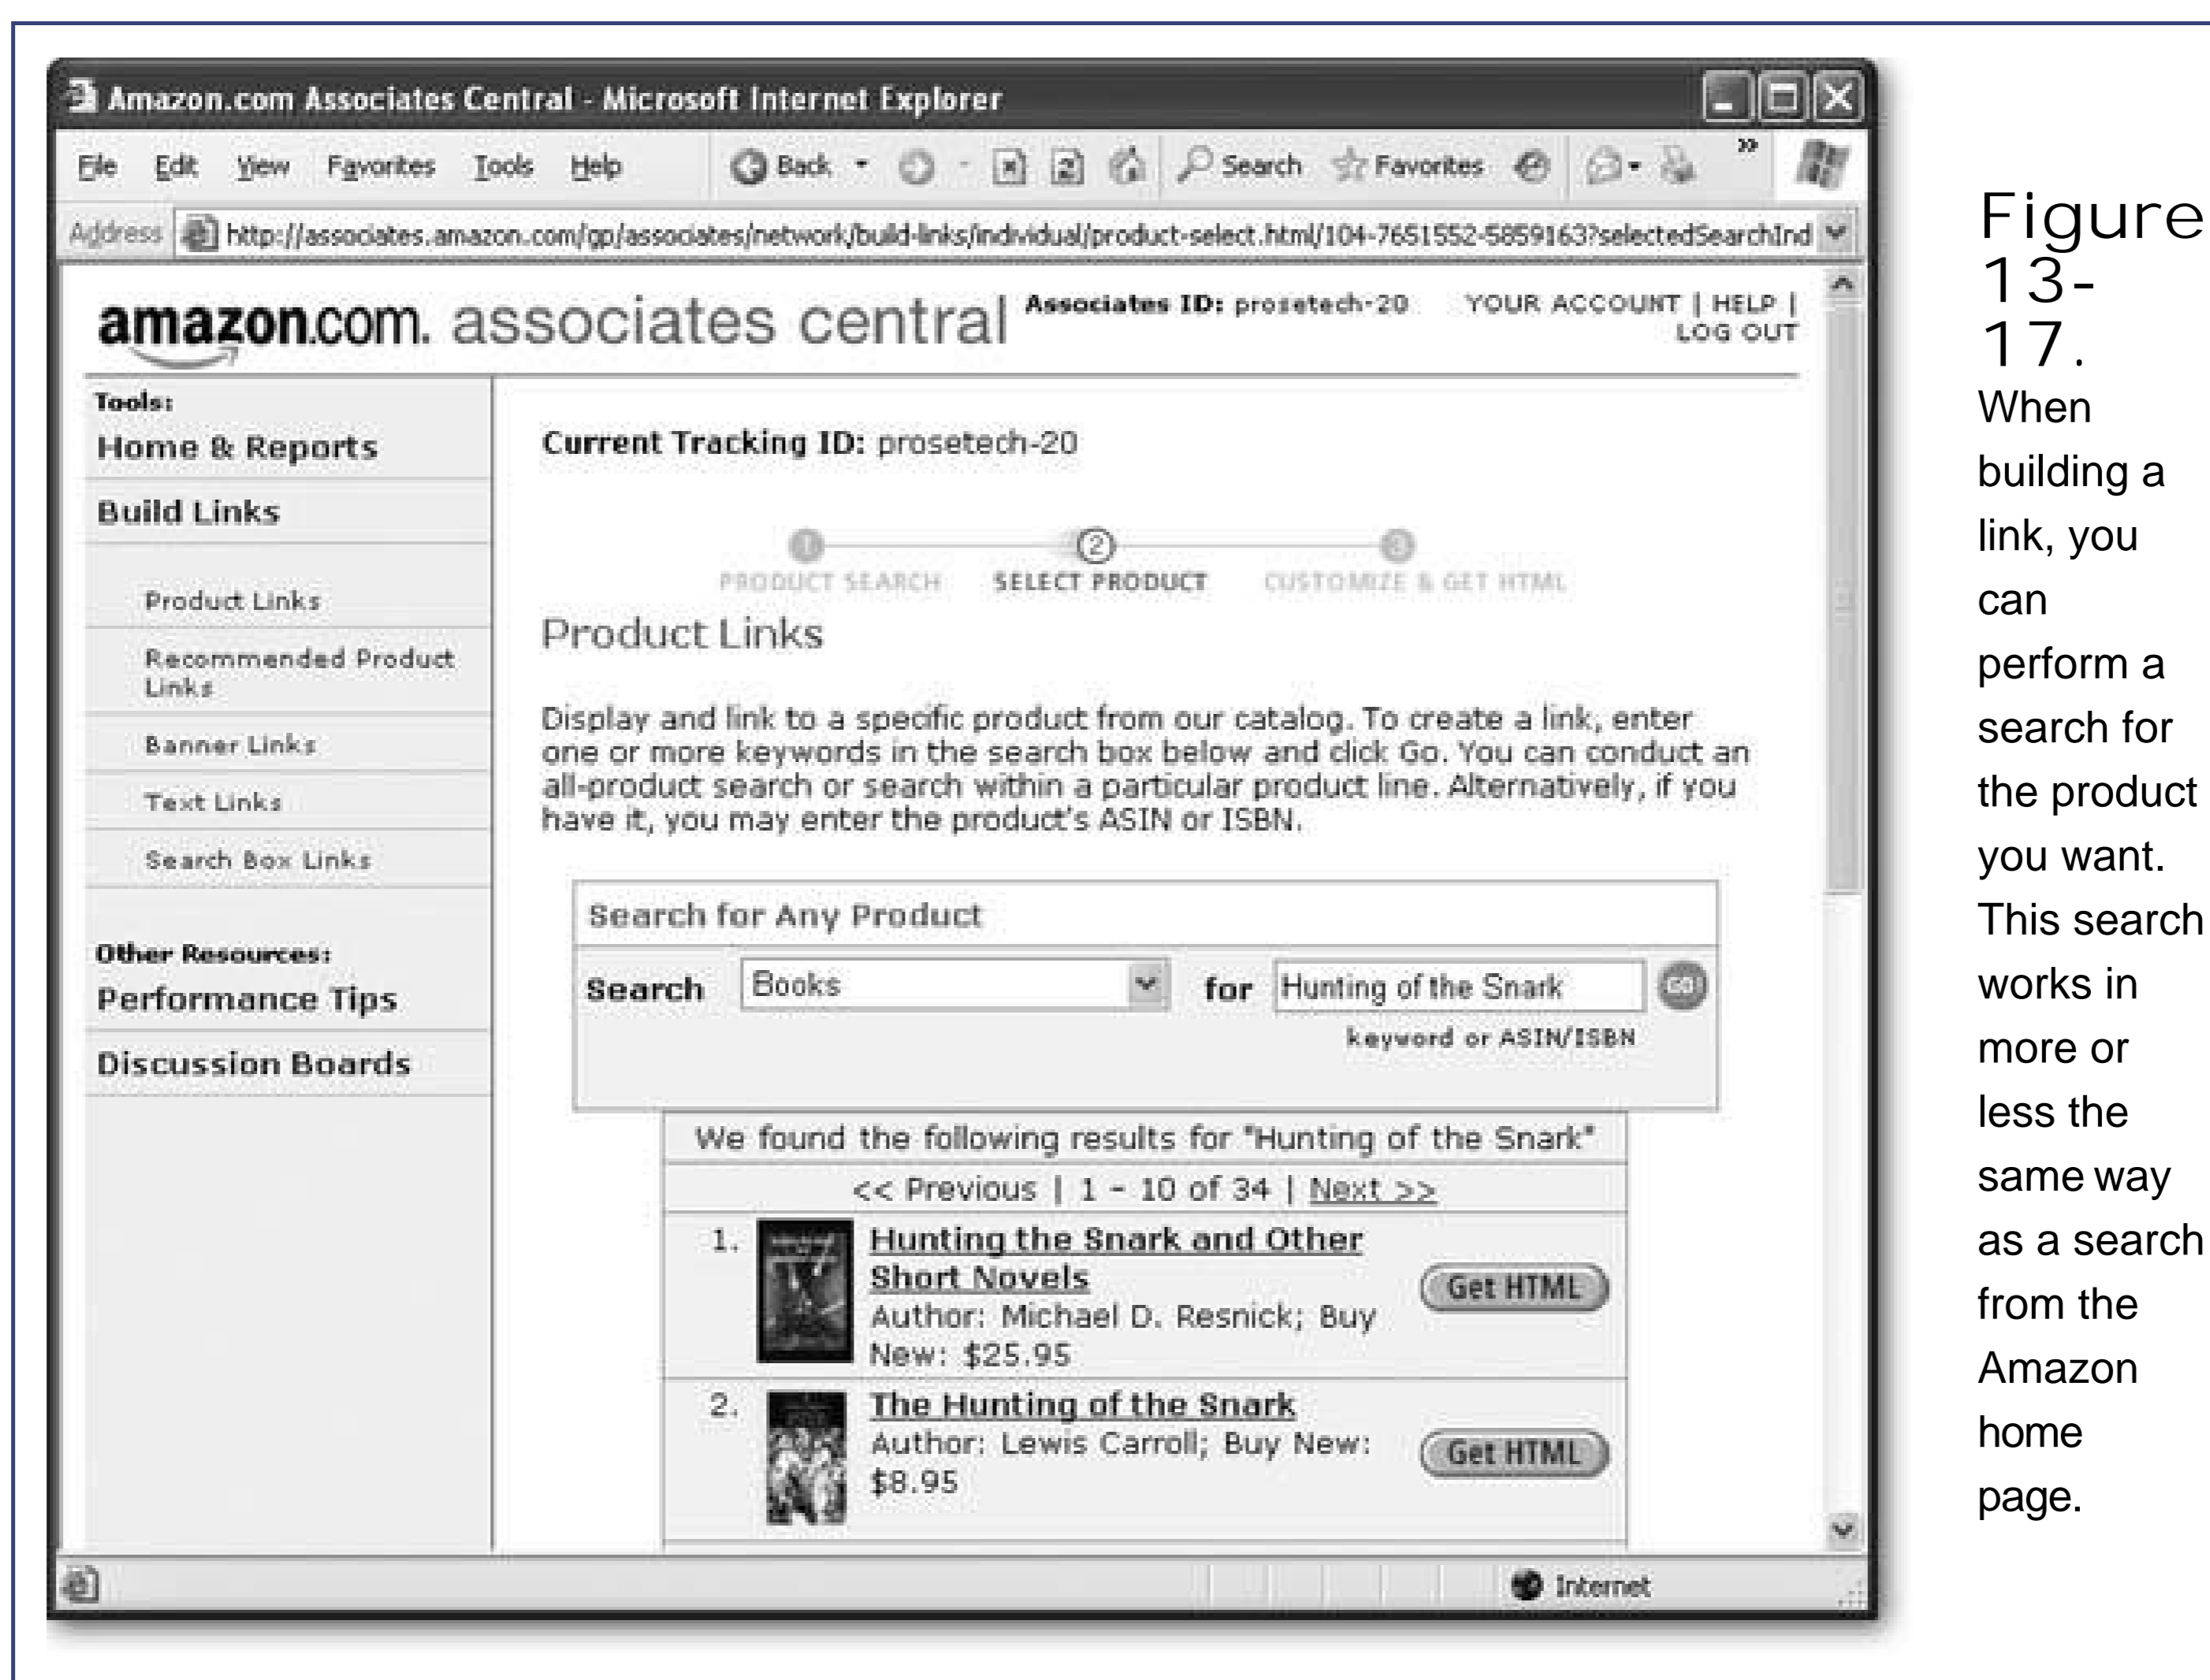 Amazon.com Associates Central - Microsoft Internet Explorer
File Edit View Favorites Tools Help Back Search Favorites »
Address http://associates.amazon.com/gp/associates/network/build-links/individual/product-select.html/104-7651552-5859163?selectedSearchInd
amazon.com. associates central Associates ID: prosetech-20 YOUR ACCOUNT | HELP |
LOG OUT
Tools:
Home & Reports
Build Links
Product Links
Recommended Product
Links
Banner Links
Text Links
Search Box Links
Other Resources:
Performance Tips
Discussion Boards
Current Tracking ID: prosetech-20
1 2 3
PRODUCT SEARCH SELECT PRODUCT CUSTOMIZE & GET HTML
Product Links
Display and link to a specific product from our catalog. To create a link, enter
one or more keywords in the search box below and click Go. You can conduct an
all-product search or search within a particular product line. Alternatively, if you
have it, you may enter the product's ASIN or ISBN.
Search for Any Product
Search Books for Hunting of the Snark GO
keyword or ASIN/ISBN
We found the following results for "Hunting of the Snark"
<< Previous | 1 - 10 of 34 | Next >>
1. Hunting the Snark and Other
Short Novels
Author: Michael D. Resnick; Buy
New: $25.95
Get HTML
2. The Hunting of the Snark
Author: Lewis Carroll; Buy New:
$8.95
Get HTML
Internet
Figure
13-
17.
When
building a
link, you
can
perform a
search for
the product
you want.
This search
works in
more or
less the
same way
as a search
from the
Amazon
home
page.